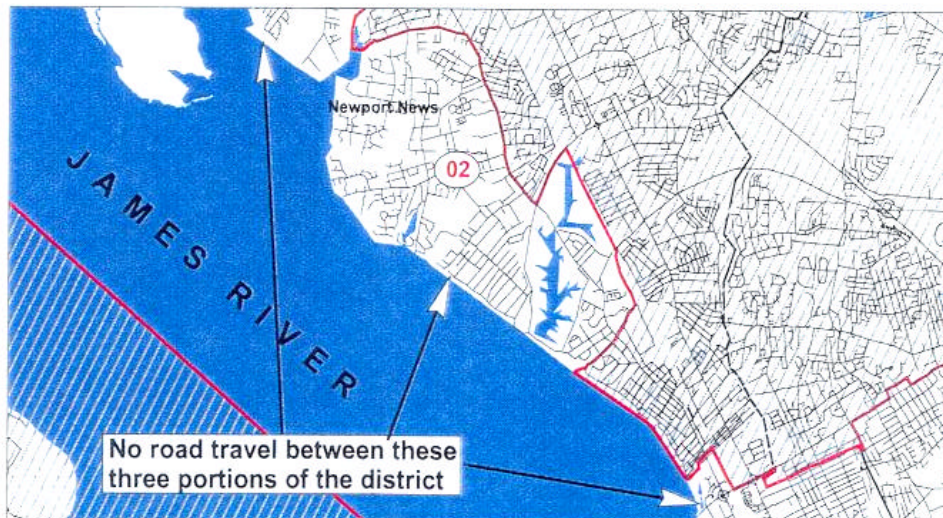 Newport News
02
JAMES RIVER
No road travel between these
three portions of the district